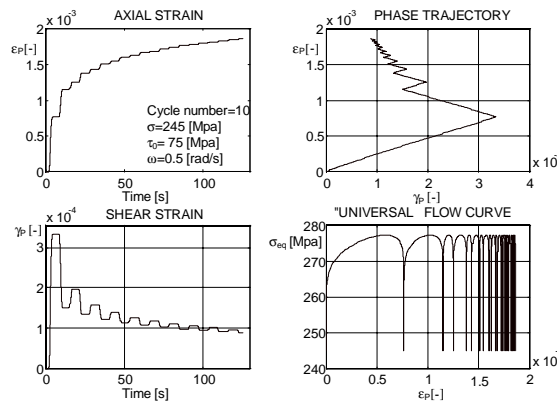 AXIAL STRAIN
x 10⁻³
2
εP[-]
1.5
1
0.5
0
0 50 100
Time [s]
Cycle number=10
σ=245 [Mpa]
τ0= 75 [Mpa]
ω=0.5 [rad/s]
PHASE TRAJECTORY
x 10⁻³
2
εP[-]
1.5
1
0.5
0
0 1 2 3 4
x 10⁻
γP [-]
SHEAR STRAIN
x 10⁻⁴
γP [-]
3
2
1
0
0 50 100
Time [s]
"UNIVERSAL FLOW CURVE
280
σeq [Mpa]
270
260
250
240
0 0.5 1 1.5 2
x 10⁻
εP[-]